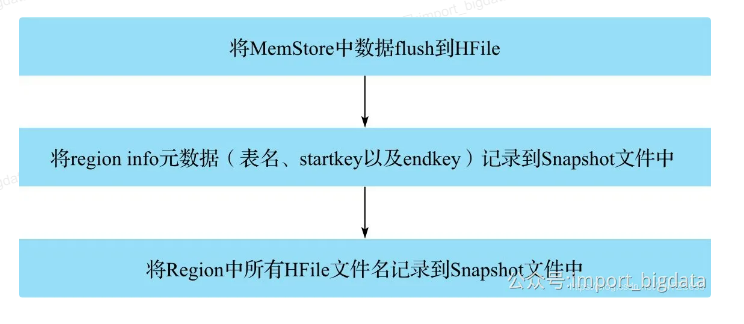 将MemStore中数据flush到HFile
将region info元数据（表名、startkey以及endkey）记录到Snapshot文件中
将Region中所有HFile文件名记录到Snapshot文件中
公众号:import_bigdata